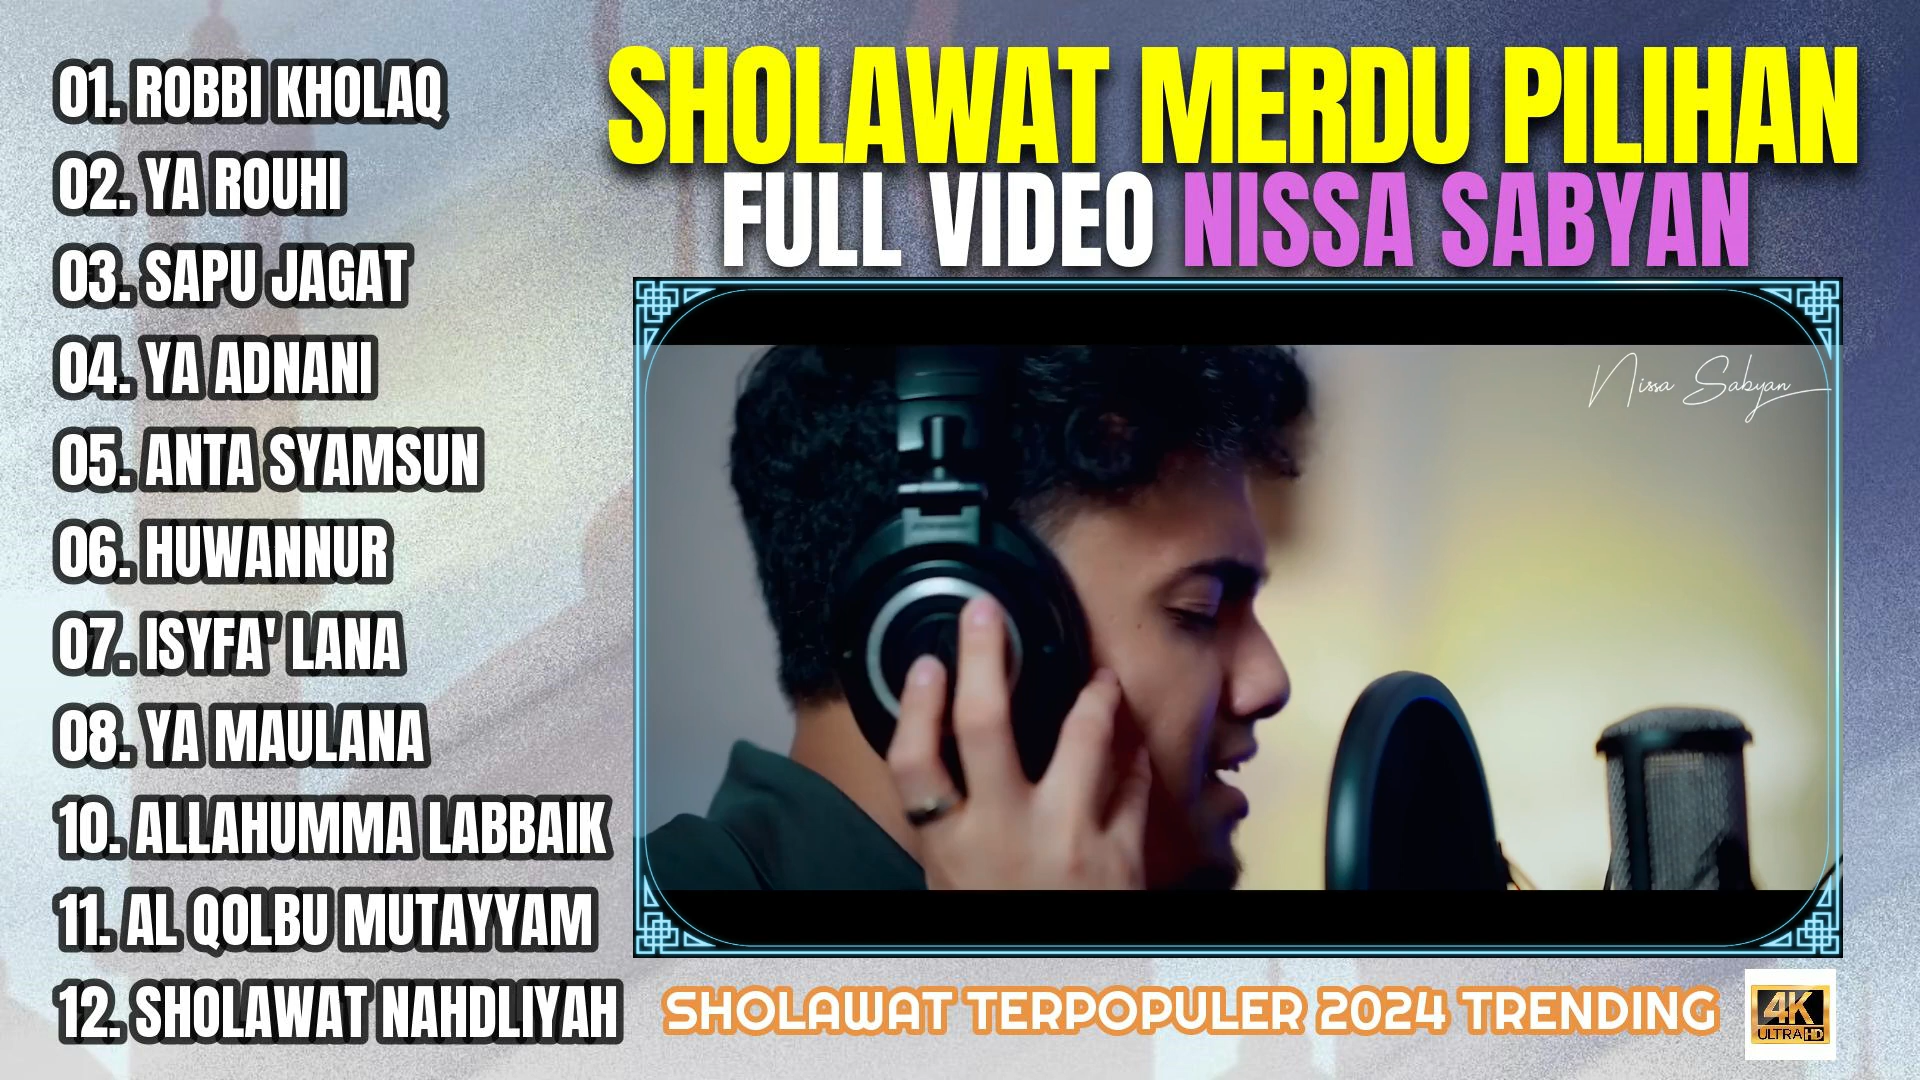 01. ROBBI KHOLAQ
02. YA ROUHI
03. SAPU JAGAT
04. YA ADNANI
05. ANTA SYAMSUN
06. HUWANNUR
07. ISYFA' LANA
08. YA MAULANA
10. ALLAHUMMA LABBAIK
11. AL QOLBU MUTAYYAM
12. SHOLAWAT NAHDLIYAH
SHOLAWAT MERDU PILIHAN
FULL VIDEO NISSA SABYAN
Nissa Sabyan
SHOLAWAT TERPOPULER 2024 TRENDING
4K
ULTRA HD